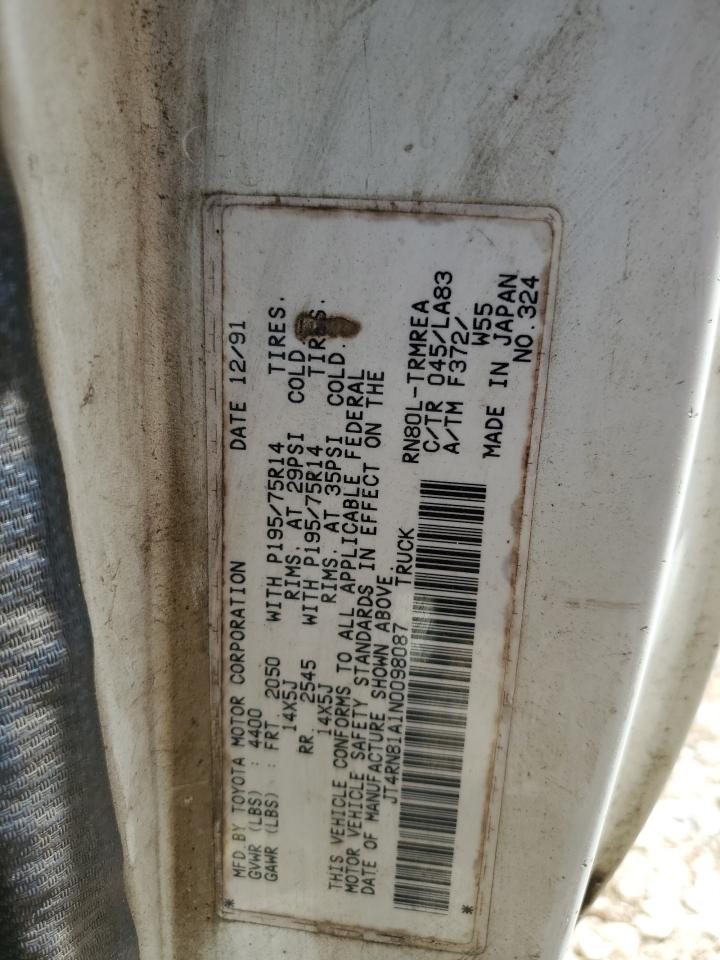 MFD BY TOYOTA MOTOR CORPORATION DATE 12/91
GVWR (LBS) : 4400
GAWR (LBS) : FRT 2050 WITH P195/75R14 TIRES.
14X5J RIMS. AT 29PSI COLD
RR 2545 WITH P195/75R14 TIRES.
14X5J RIMS. AT 35PSI COLD.
THIS VEHICLE CONFORMS TO ALL APPLICABLE FEDERAL
MOTOR VEHICLE SAFETY STANDARDS IN EFFECT ON THE
DATE OF MANUFACTURE SHOWN ABOVE.
JT4RN81A1N0098087 TRUCK RN80L-TRMREA
C/TR 045/LA83
A/TM F372/
W55
* * MADE IN JAPAN
NO.324